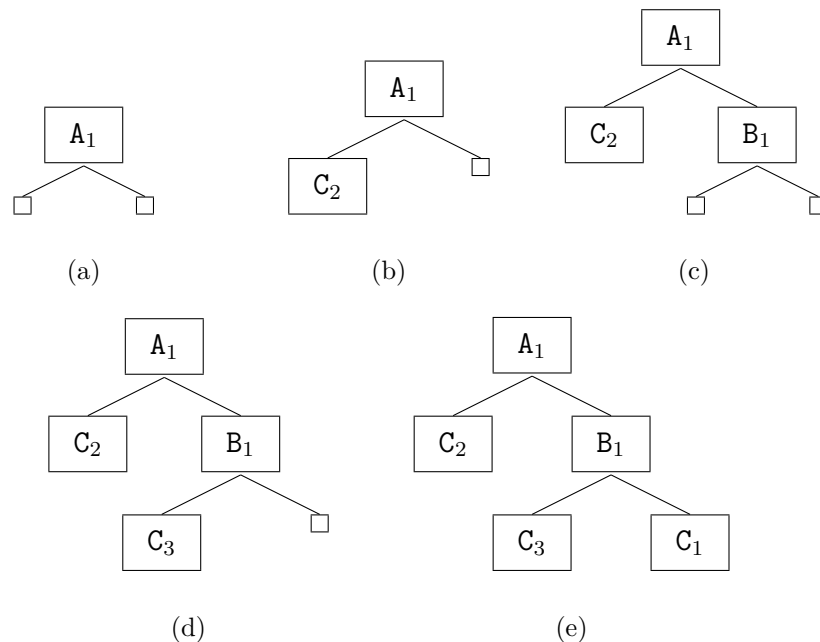 A₁
A₁
C₂
A₁
C₂ B₁
(a) (b) (c)
A₁
C₂ B₁
C₃
A₁
C₂ B₁
C₃ C₁
(d) (e)